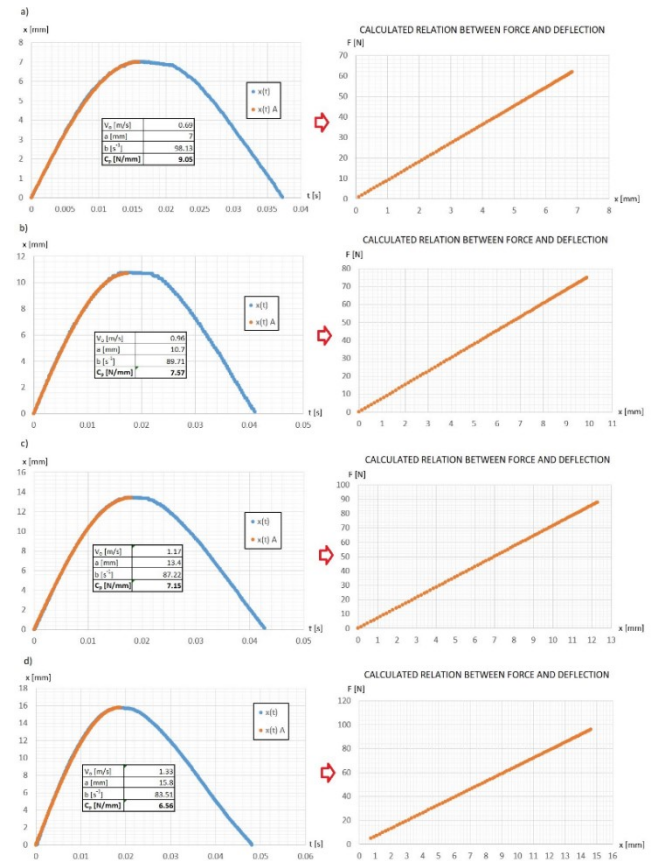 a)
x [mm]
8
7
6
5
4
3
2
1
0
x(t)
x(t) A
V₀ [m/s] 0.69
a [mm] 7
b [s⁻¹] 98.13
Cₚ [N/mm] 9.05
t [s]
0 0.005 0.01 0.015 0.02 0.025 0.03 0.035 0.04
CALCULATED RELATION BETWEEN FORCE AND DEFLECTION
F [N]
70
60
50
40
30
20
10
0
x [mm]
0 1 2 3 4 5 6 7 8
b)
x [mm]
12
10
8
6
4
2
0
x(t)
x(t) A
V₀ [m/s] 0.96
a [mm] 10.7
b [s⁻¹] 89.71
Cₚ [N/mm] 7.57
t [s]
0 0.01 0.02 0.03 0.04 0.05
CALCULATED RELATION BETWEEN FORCE AND DEFLECTION
F [N]
80
70
60
50
40
30
20
10
0
x [mm]
0 1 2 3 4 5 6 7 8 9 10 11
c)
x [mm]
16
14
12
10
8
6
4
2
0
x(t)
x(t) A
V₀ [m/s] 1.17
a [mm] 13.4
b [s⁻¹] 87.22
Cₚ [N/mm] 7.15
t [s]
0 0.01 0.02 0.03 0.04 0.05
CALCULATED RELATION BETWEEN FORCE AND DEFLECTION
F [N]
100
90
80
70
60
50
40
30
20
10
0
x [mm]
0 1 2 3 4 5 6 7 8 9 10 11 12 13
d)
x [mm]
18
16
14
12
10
8
6
4
2
0
x(t)
x(t) A
V₀ [m/s] 1.33
a [mm] 15.8
b [s⁻¹] 83.51
Cₚ [N/mm] 6.56
t [s]
0 0.01 0.02 0.03 0.04 0.05 0.06
CALCULATED RELATION BETWEEN FORCE AND DEFLECTION
F [N]
120
100
80
60
40
20
0
x [mm]
0 1 2 3 4 5 6 7 8 9 10 11 12 13 14 15 16